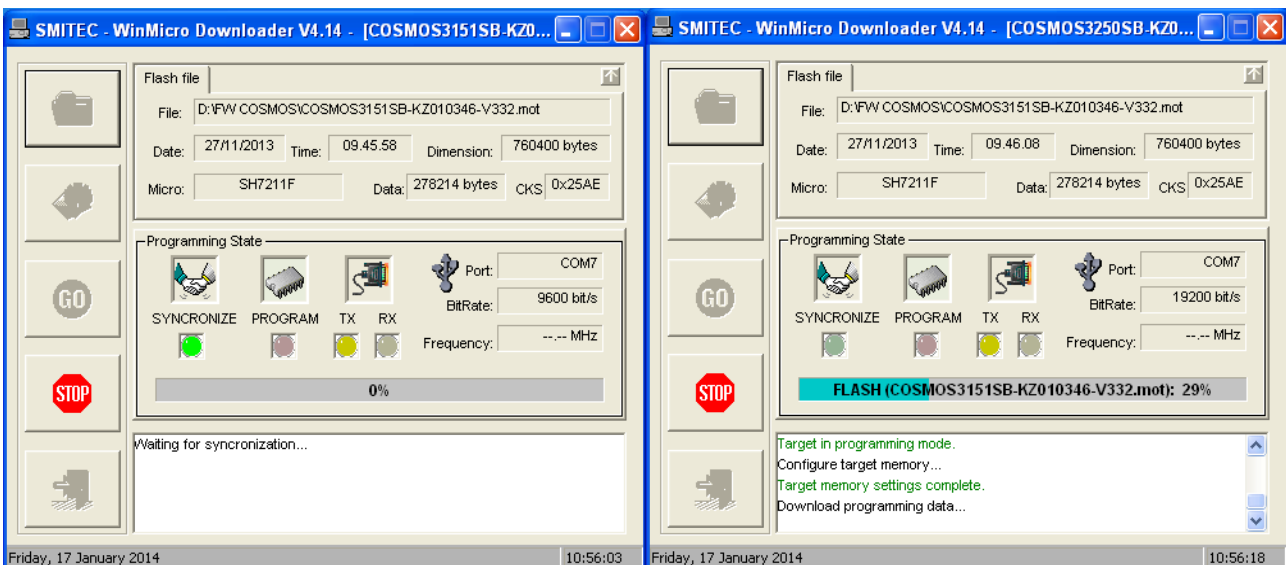 SMITEC - WinMicro Downloader V4.14 - [COSMOS3151SB-KZ0...
Flash file
File: D:\FW COSMOS\COSMOS3151SB-KZ010346-V332.mot
Date: 27/11/2013 Time: 09.45.58 Dimension: 760400 bytes
Micro: SH7211F Data: 278214 bytes CKS 0x25AE
Programming State
Port: COM7
BitRate: 9600 bit/s
SYNCRONIZE PROGRAM TX RX
Frequency: --.-- MHz
0%
GO
STOP
Waiting for syncronization...
Friday, 17 January 2014 10:56:03
SMITEC - WinMicro Downloader V4.14 - [COSMOS3250SB-KZ0...
Flash file
File: D:\FW COSMOS\COSMOS3151SB-KZ010346-V332.mot
Date: 27/11/2013 Time: 09.46.08 Dimension: 760400 bytes
Micro: SH7211F Data: 278214 bytes CKS 0x25AE
Programming State
Port: COM7
BitRate: 19200 bit/s
SYNCRONIZE PROGRAM TX RX
Frequency: --.-- MHz
FLASH (COSMOS3151SB-KZ010346-V332.mot): 29%
GO
STOP
Target in programming mode.
Configure target memory...
Target memory settings complete.
Download programming data...
Friday, 17 January 2014 10:56:18